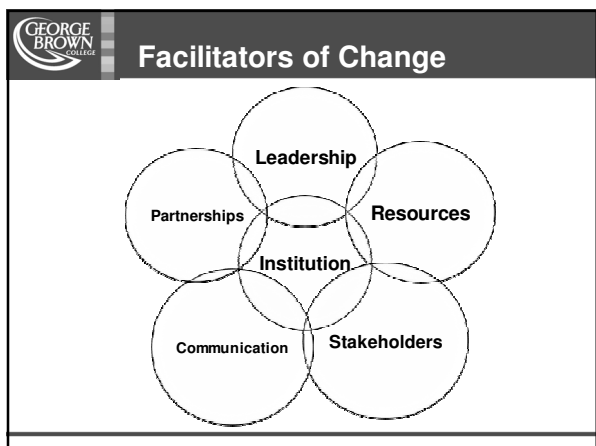 GEORGE
BROWN
COLLEGE
Facilitators of Change
Leadership
Partnerships
Resources
Institution
Communication
Stakeholders